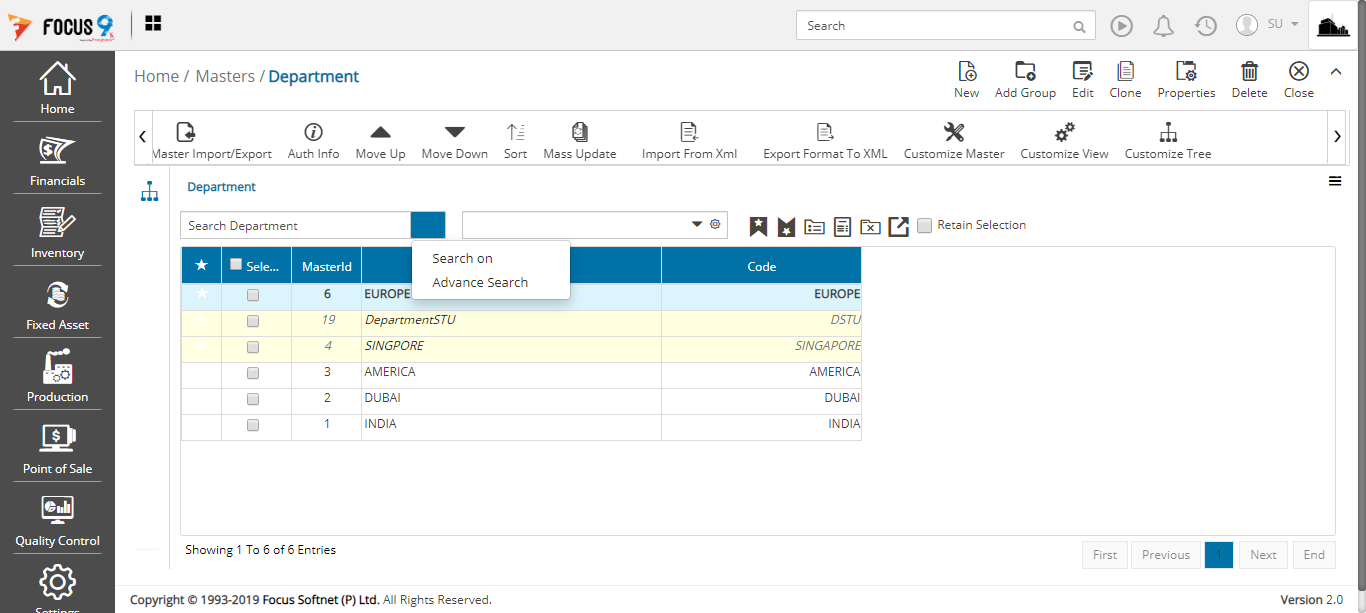 FOCUS 9
Search
SU
Home
Financials
Inventory
Fixed Asset
Production
Point of Sale
Quality Control
Settings
Home / Masters / Department
New
Add Group
Edit
Clone
Properties
Delete
Close
Master Import/Export
Auth Info
Move Up
Move Down
Sort
Mass Update
Import From Xml
Export Format To XML
Customize Master
Customize View
Customize Tree
Department
Search Department
Retain Selection
Search on
Advance Search
Sele... MasterId Code
6 EUROPE EUROPE
19 DepartmentSTU DSTU
4 SINGPORE SINGAPORE
3 AMERICA AMERICA
2 DUBAI DUBAI
1 INDIA INDIA
Showing 1 To 6 of 6 Entries
First Previous 1 Next End
Copyright © 1993-2019 Focus Softnet (P) Ltd. All Rights Reserved.
Version 2.0